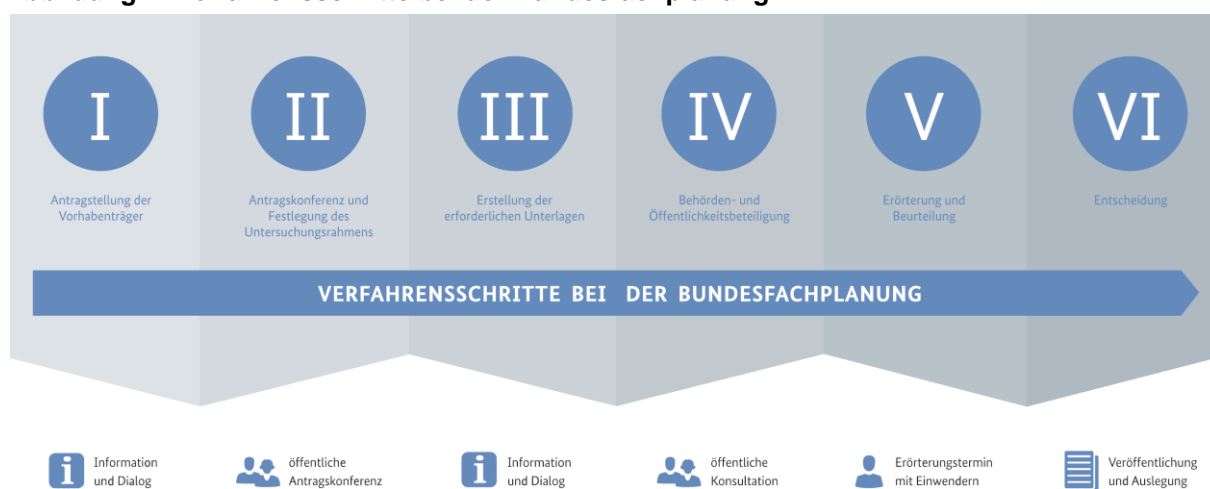 I
II
III
IV
V
VI
Antragstellung der
Vorhabenträger
Antragskonferenz und
Festlegung des
Untersuchungsrahmens
Erstellung der
erforderlichen Unterlagen
Behörden- und
Öffentlichkeitsbeteiligung
Erörterung und
Beurteilung
Entscheidung
VERFAHRENSSCHRITTE BEI DER BUNDESFACHPLANUNG
Information
und Dialog
öffentliche
Antragskonferenz
Information
und Dialog
öffentliche
Konsultation
Erörterungstermin
mit Einwendern
Veröffentlichung
und Auslegung